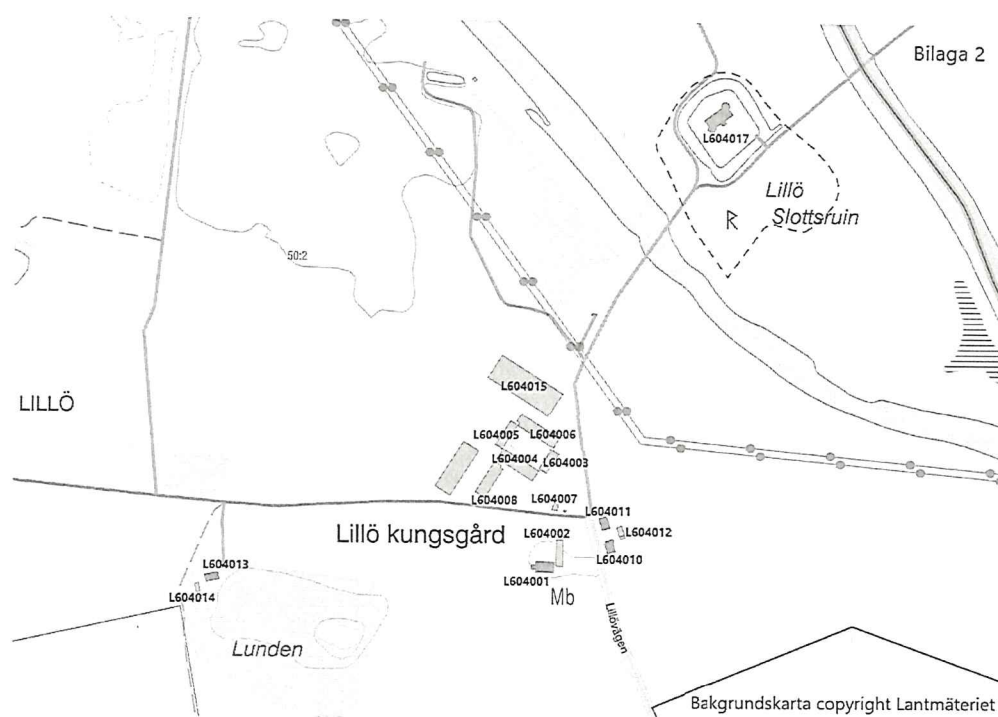 Bilaga 2
L604017
Lillö
Slottsruin
R
50:2
LILLÖ
L604015
L604005
L604006
L604004
L604003
L604008
L604007
Lillö kungsgård
L604011
L604002
L604012
L604010
L604001
Mb
L604013
L604014
Lunden
Lillövägen
Bakgrundskarta copyright Lantmäteriet